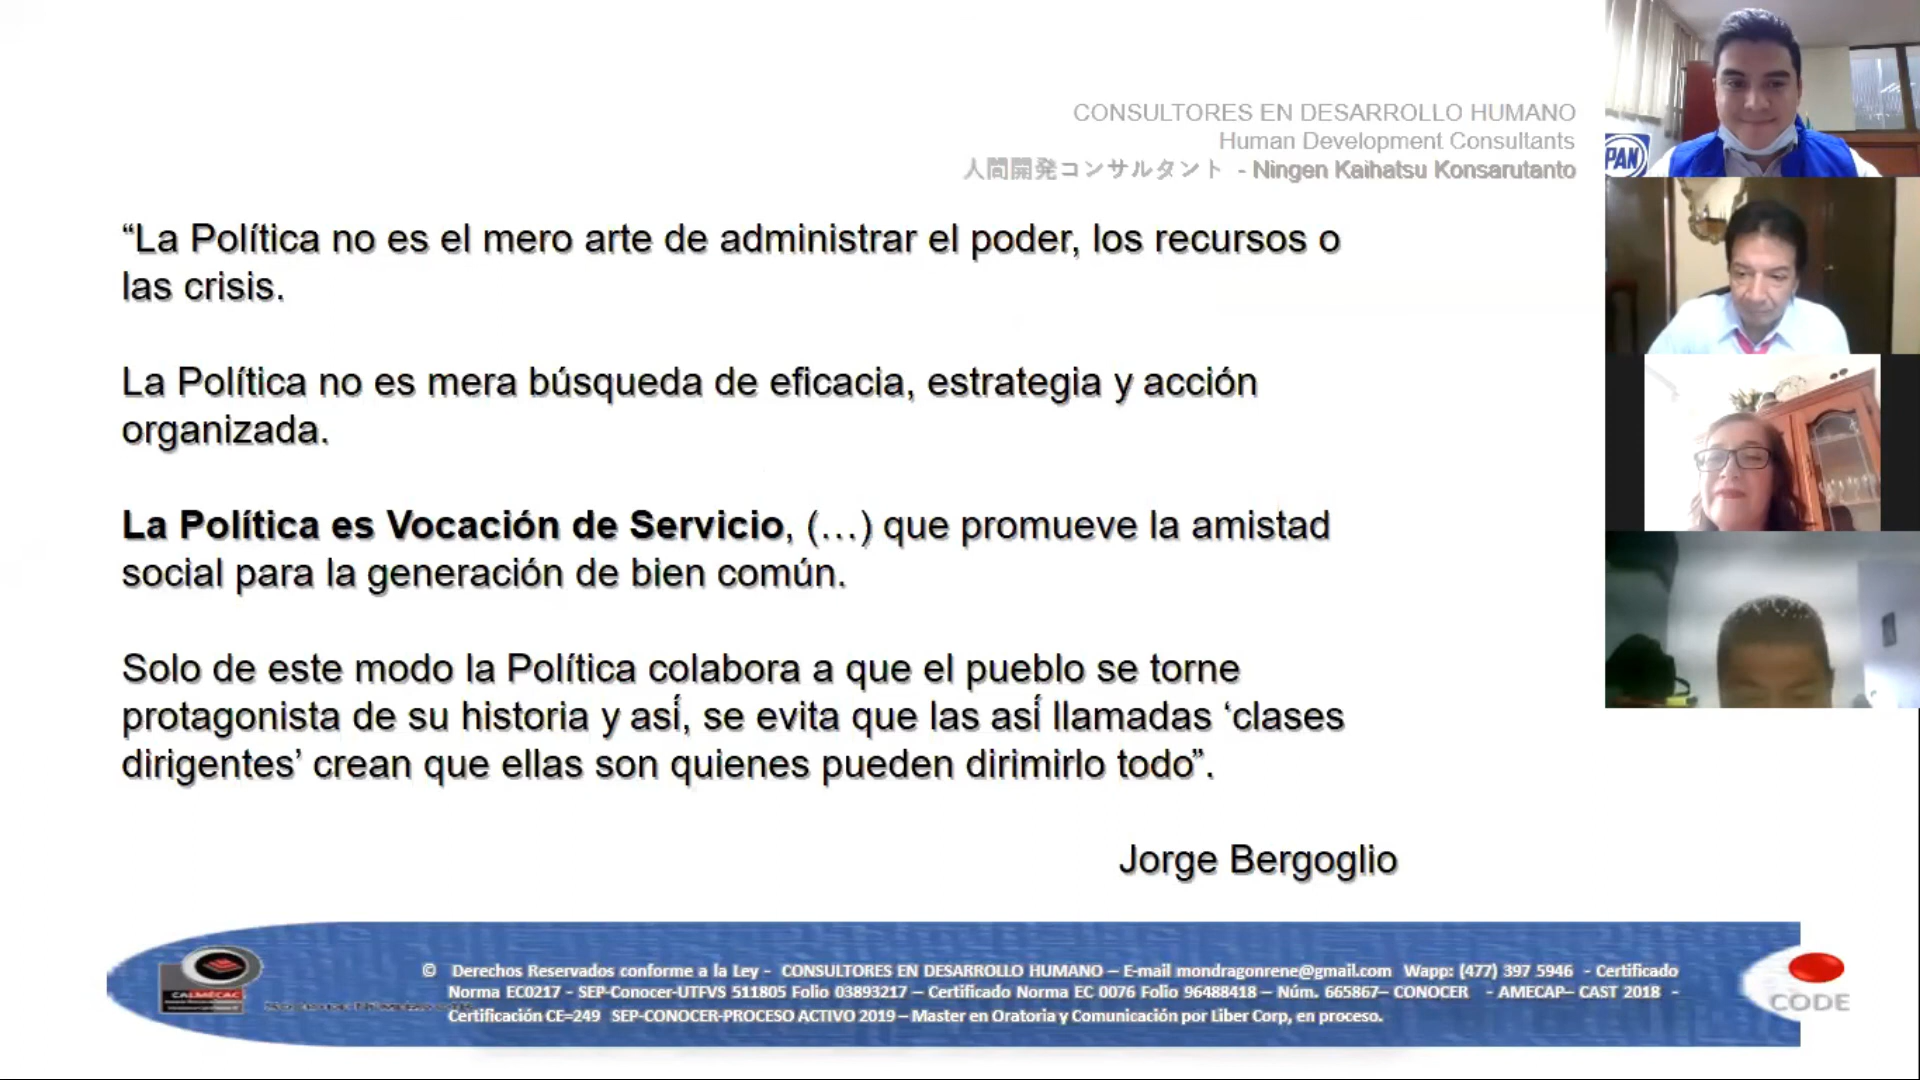 CONSULTORES EN DESARROLLO HUMANO
Human Development Consultants
人間開発コンサルタント - Ningen Kaihatsu Konsarutanto
PAN
“La Política no es el mero arte de administrar el poder, los recursos o
las crisis.
La Política no es mera búsqueda de eficacia, estrategia y acción
organizada.
La Política es Vocación de Servicio, (…) que promueve la amistad
social para la generación de bien común.
Solo de este modo la Política colabora a que el pueblo se torne
protagonista de su historia y así, se evita que las así llamadas ‘clases
dirigentes’ crean que ellas son quienes pueden dirimirlo todo”.
Jorge Bergoglio
© Derechos Reservados conforme a la Ley - CONSULTORES EN DESARROLLO HUMANO – E-mail mondragonrene@gmail.com Wapp: (477) 397 5946 - Certificado
Norma EC0217 - SEP-Conocer-UTFVS 511805 Folio 03893217 – Certificado Norma EC 0076 Folio 96488418 – Núm. 665867– CONOCER - AMECAP– CAST 2018 -
Certificación CE=249 SEP-CONOCER-PROCESO ACTIVO 2019 – Master en Oratoria y Comunicación por Liber Corp, en proceso.
CALMECAC
CODE